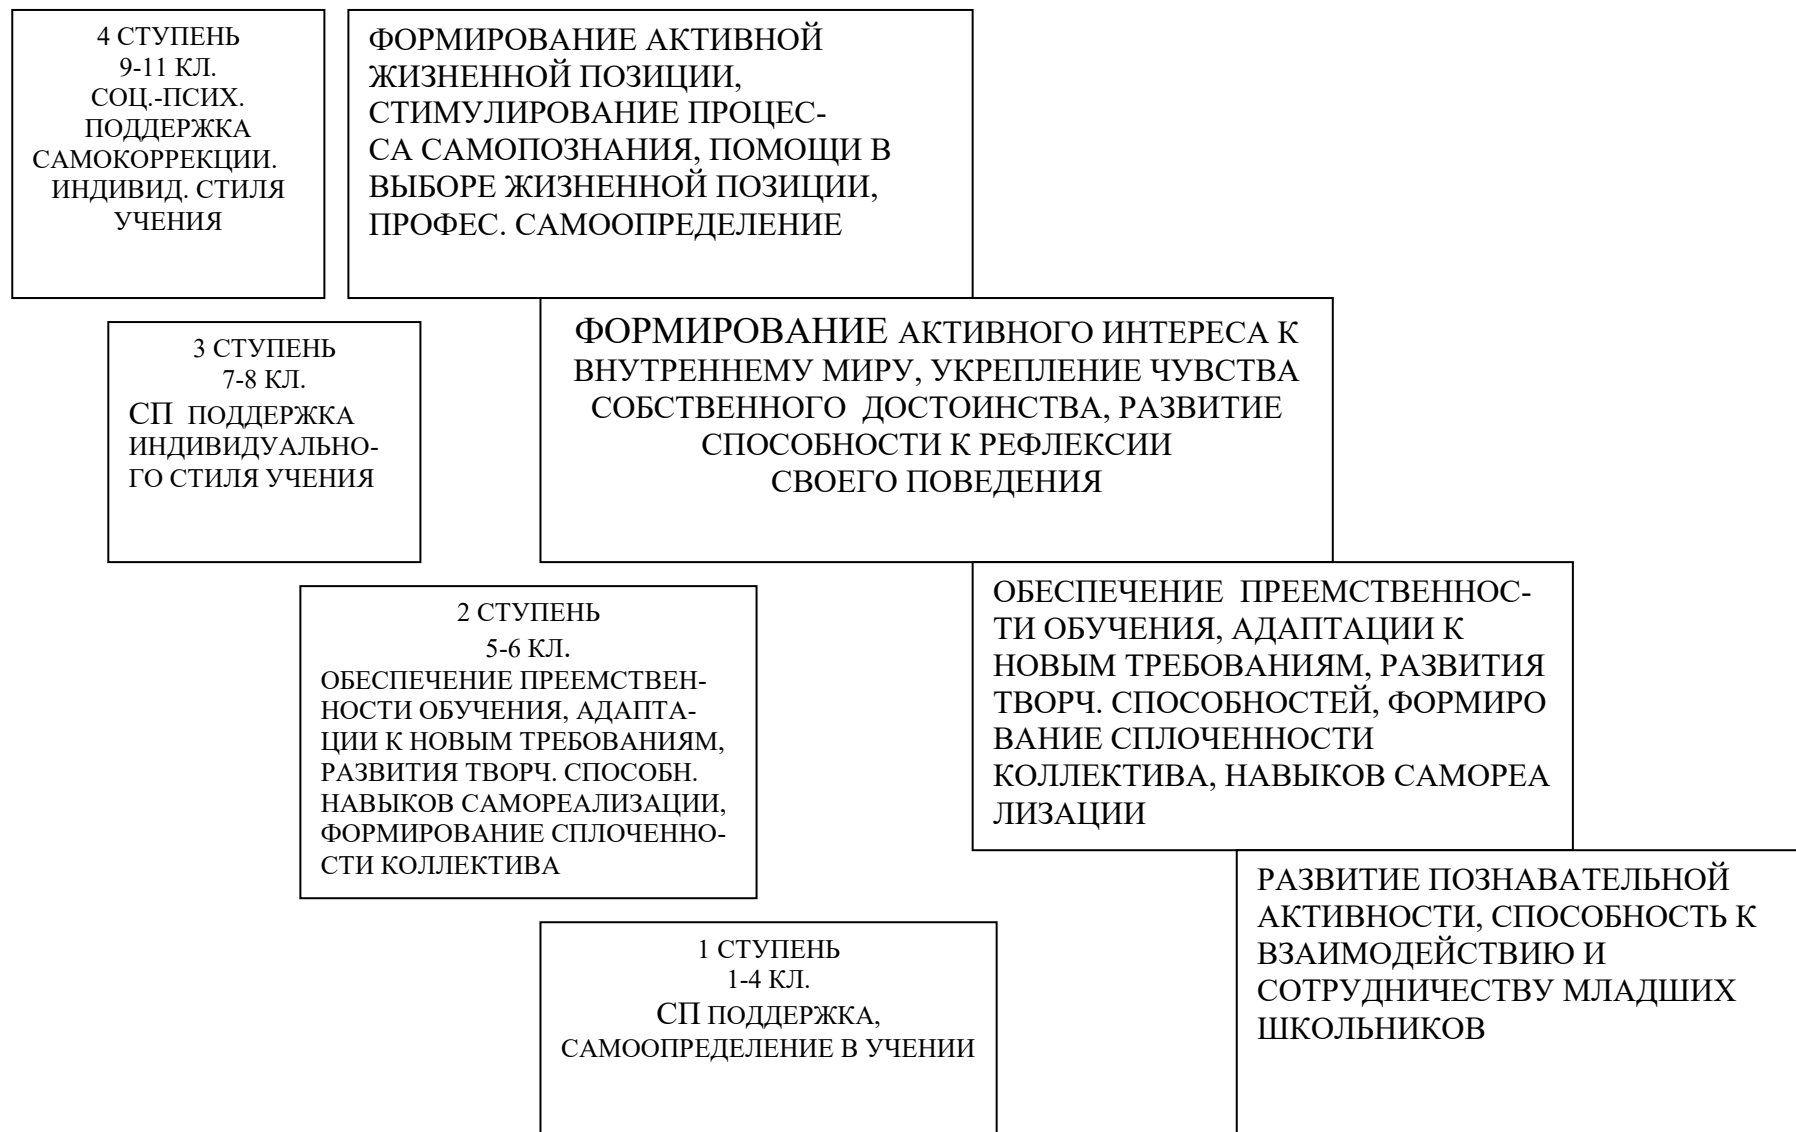 4 СТУПЕНЬ
9-11 КЛ.
СОЦ.-ПСИХ.
ПОДДЕРЖКА
САМОКОРРЕКЦИИ.
ИНДИВИД. СТИЛЯ
УЧЕНИЯ
ФОРМИРОВАНИЕ АКТИВНОЙ
ЖИЗНЕННОЙ ПОЗИЦИИ,
СТИМУЛИРОВАНИЕ ПРОЦЕС-
СА САМОПОЗНАНИЯ, ПОМОЩИ В
ВЫБОРЕ ЖИЗНЕННОЙ ПОЗИЦИИ,
ПРОФЕС. САМООПРЕДЕЛЕНИЕ
3 СТУПЕНЬ
7-8 КЛ.
СП ПОДДЕРЖКА
ИНДИВИДУАЛЬНО-
ГО СТИЛЯ УЧЕНИЯ
ФОРМИРОВАНИЕ АКТИВНОГО ИНТЕРЕСА К
ВНУТРЕННЕМУ МИРУ, УКРЕПЛЕНИЕ ЧУВСТВА
СОБСТВЕННОГО ДОСТОИНСТВА, РАЗВИТИЕ
СПОСОБНОСТИ К РЕФЛЕКСИИ
СВОЕГО ПОВЕДЕНИЯ
2 СТУПЕНЬ
5-6 КЛ.
ОБЕСПЕЧЕНИЕ ПРЕЕМСТВЕН-
НОСТИ ОБУЧЕНИЯ, АДАПТА-
ЦИИ К НОВЫМ ТРЕБОВАНИЯМ,
РАЗВИТИЯ ТВОРЧ. СПОСОБН.
НАВЫКОВ САМОРЕАЛИЗАЦИИ,
ФОРМИРОВАНИЕ СПЛОЧЕННО-
СТИ КОЛЛЕКТИВА
ОБЕСПЕЧЕНИЕ ПРЕЕМСТВЕННОС-
ТИ ОБУЧЕНИЯ, АДАПТАЦИИ К
НОВЫМ ТРЕБОВАНИЯМ, РАЗВИТИЯ
ТВОРЧ. СПОСОБНОСТЕЙ, ФОРМИРО
ВАНИЕ СПЛОЧЕННОСТИ
КОЛЛЕКТИВА, НАВЫКОВ САМОРЕА
ЛИЗАЦИИ
1 СТУПЕНЬ
1-4 КЛ.
СП ПОДДЕРЖКА,
САМООПРЕДЕЛЕНИЕ В УЧЕНИИ
РАЗВИТИЕ ПОЗНАВАТЕЛЬНОЙ
АКТИВНОСТИ, СПОСОБНОСТЬ К
ВЗАИМОДЕЙСТВИЮ И
СОТРУДНИЧЕСТВУ МЛАДШИХ
ШКОЛЬНИКОВ